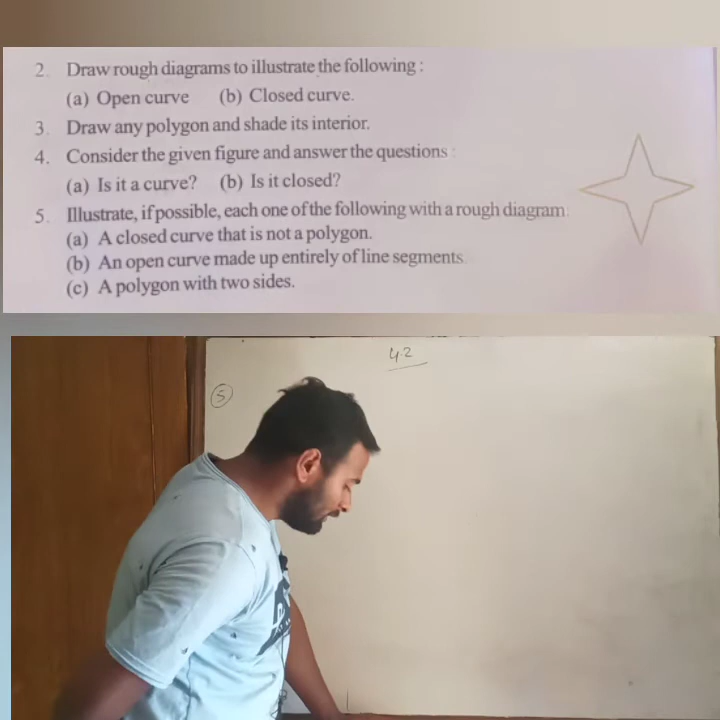 2. Draw rough diagrams to illustrate the following :
(a) Open curve (b) Closed curve.
3. Draw any polygon and shade its interior.
4. Consider the given figure and answer the questions :
(a) Is it a curve? (b) Is it closed?
5. Illustrate, if possible, each one of the following with a rough diagram:
(a) A closed curve that is not a polygon.
(b) An open curve made up entirely of line segments.
(c) A polygon with two sides.
4.2
5